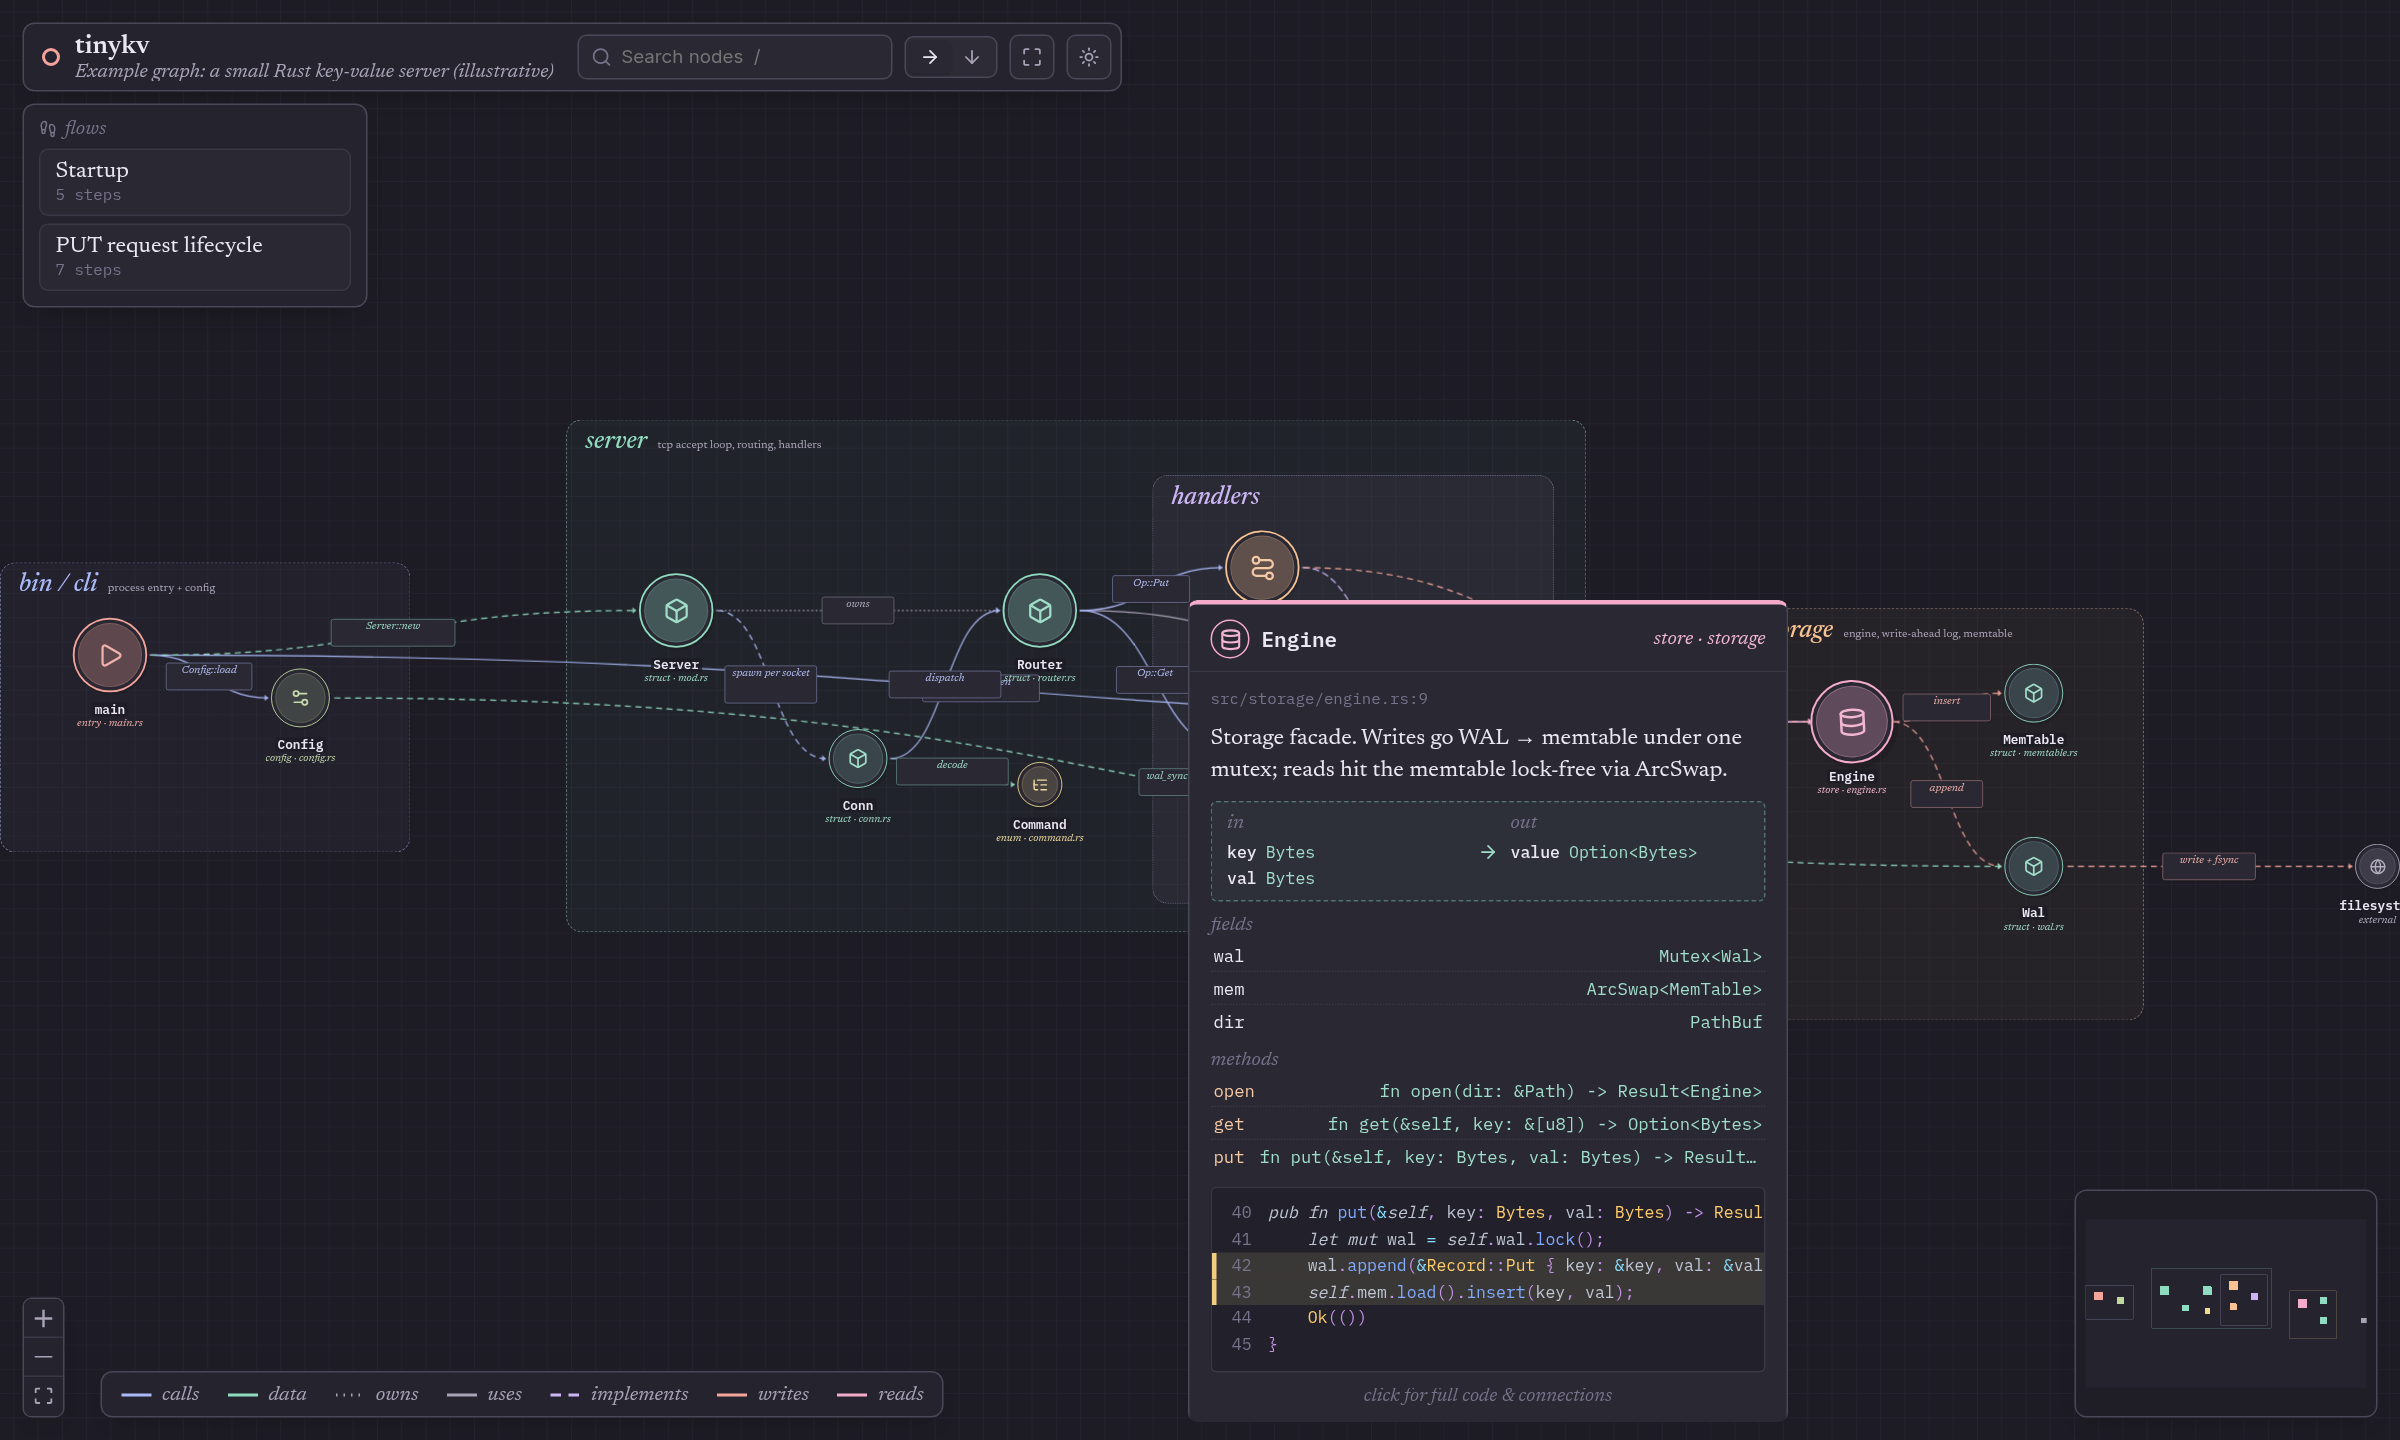 tinykv
Example graph: a small Rust key-value server (illustrative)
Search nodes /
flows
Startup
5 steps
PUT request lifecycle
7 steps
server tcp accept loop, routing, handlers
handlers
bin / cli process entry + config
Server::new
Config::load
main
entry · main.rs
Config
config · config.rs
owns
Op::Put
Server
struct · mod.rs
spawn per socket
dispatch
Router
struct · router.rs
Op::Get
decode
wal_sync
Conn
struct · conn.rs
Command
enum · command.rs
Engine
store · storage
src/storage/engine.rs:9
Storage facade. Writes go WAL → memtable under one
mutex; reads hit the memtable lock-free via ArcSwap.
in
out
key Bytes
→ value Option<Bytes>
val Bytes
fields
wal Mutex<Wal>
mem ArcSwap<MemTable>
dir PathBuf
methods
open fn open(dir: &Path) -> Result<Engine>
get fn get(&self, key: &[u8]) -> Option<Bytes>
put fn put(&self, key: Bytes, val: Bytes) -> Result…
40 pub fn put(&self, key: Bytes, val: Bytes) -> Resul
41 let mut wal = self.wal.lock();
42 wal.append(&Record::Put { key: &key, val: &val
43 self.mem.load().insert(key, val);
44 Ok(())
45 }
click for full code & connections
rage engine, write-ahead log, memtable
insert
MemTable
struct · memtable.rs
Engine
store · engine.rs
append
write + fsync
Wal
struct · wal.rs
filesyst
external
calls
data
owns
uses
implements
writes
reads